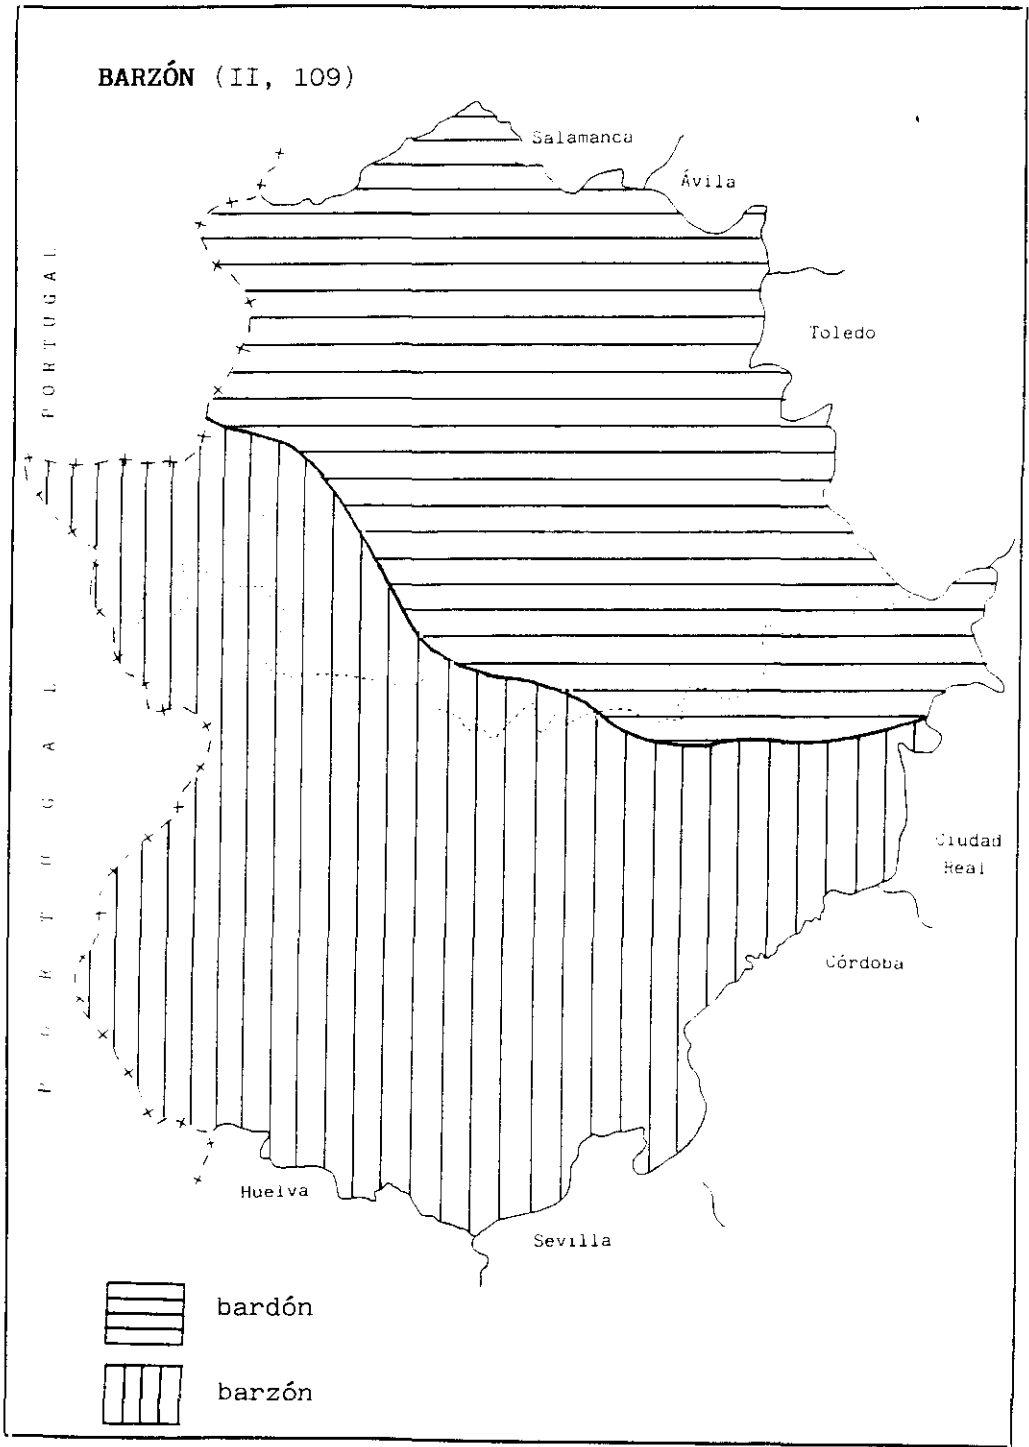 BARZÓN (II, 109)
Salamanca
Ávila
PORTUGAL
Toledo
PORTUGAL
Ciudad
Real
Córdoba
Huelva
Sevilla
bardón
barzón